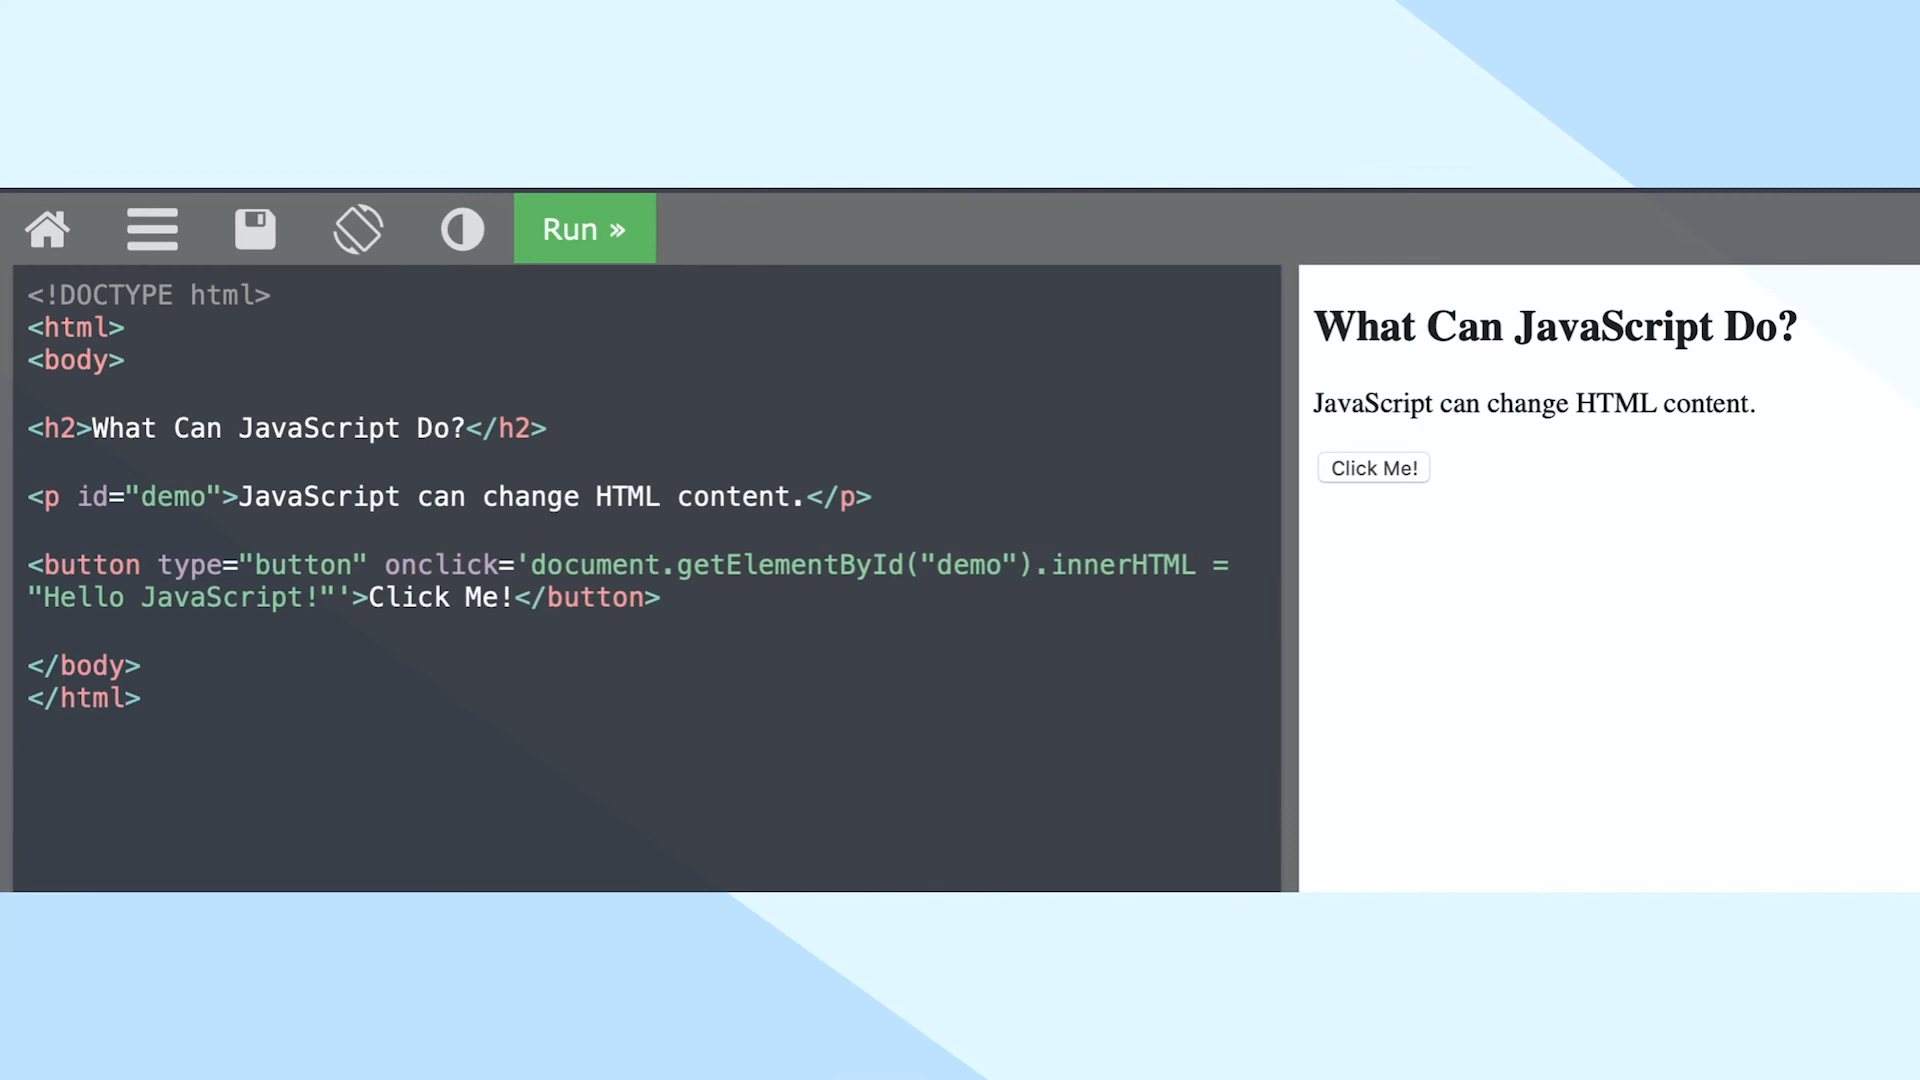 Run »
<!DOCTYPE html>
<html>
<body>
<h2>What Can JavaScript Do?</h2>
<p id="demo">JavaScript can change HTML content.</p>
<button type="button" onclick='document.getElementById("demo").innerHTML =
"Hello JavaScript!"'>Click Me!</button>
</body>
</html>
What Can JavaScript Do?
JavaScript can change HTML content.
Click Me!